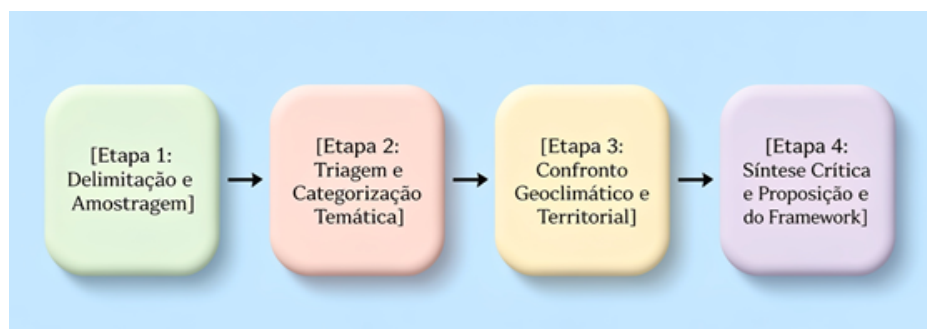 [Etapa 1:
Delimitação e
Amostragem]
[Etapa 2:
Triagem e
Categorização
Temática]
[Etapa 3:
Confronto
Geoclimático e
Territorial]
[Etapa 4:
Síntese Crítica
e Proposição e
do Framework]